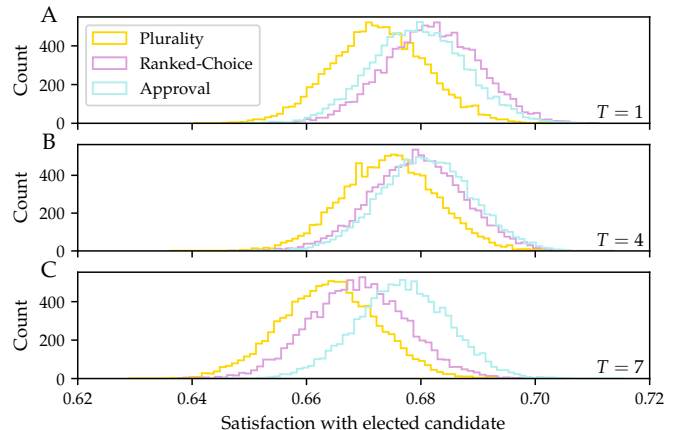 A
400
200
0
Count
Plurality
Ranked-Choice
Approval
T = 1
B
400
200
0
Count
T = 4
C
400
200
0
Count
T = 7
0.62 0.64 0.66 0.68 0.70 0.72
Satisfaction with elected candidate